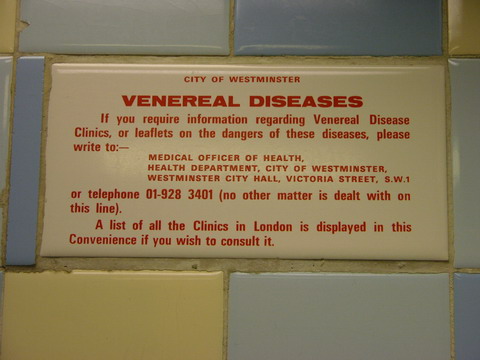 CITY OF WESTMINSTER
VENEREAL DISEASES
If you require information regarding Venereal Disease
Clinics, or leaflets on the dangers of these diseases, please
write to:—
MEDICAL OFFICER OF HEALTH,
HEALTH DEPARTMENT, CITY OF WESTMINSTER,
WESTMINSTER CITY HALL, VICTORIA STREET, S.W.1
or telephone 01-928 3401 (no other matter is dealt with on
this line).
A list of all the Clinics in London is displayed in this
Convenience if you wish to consult it.